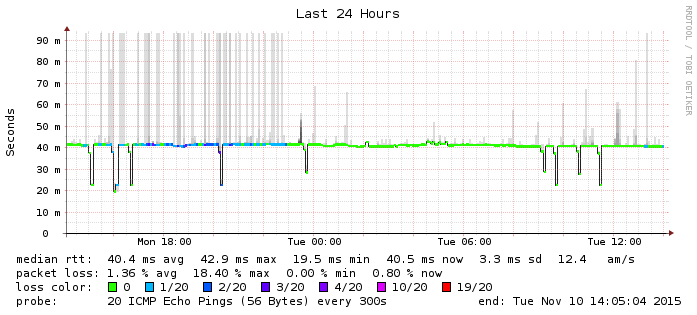 Last 24 Hours
RRDTOOL / TOBI OETIKER
Seconds
90 m
80 m
70 m
60 m
50 m
40 m
30 m
20 m
10 m
0
Mon 18:00 Tue 00:00 Tue 06:00 Tue 12:00
median rtt: 40.4 ms avg 42.9 ms max 19.5 ms min 40.5 ms now 3.3 ms sd 12.4 am/s
packet loss: 1.36 % avg 18.40 % max 0.00 % min 0.80 % now
loss color: 0 1/20 2/20 3/20 4/20 10/20 19/20
probe: 20 ICMP Echo Pings (56 Bytes) every 300s end: Tue Nov 10 14:05:04 2015